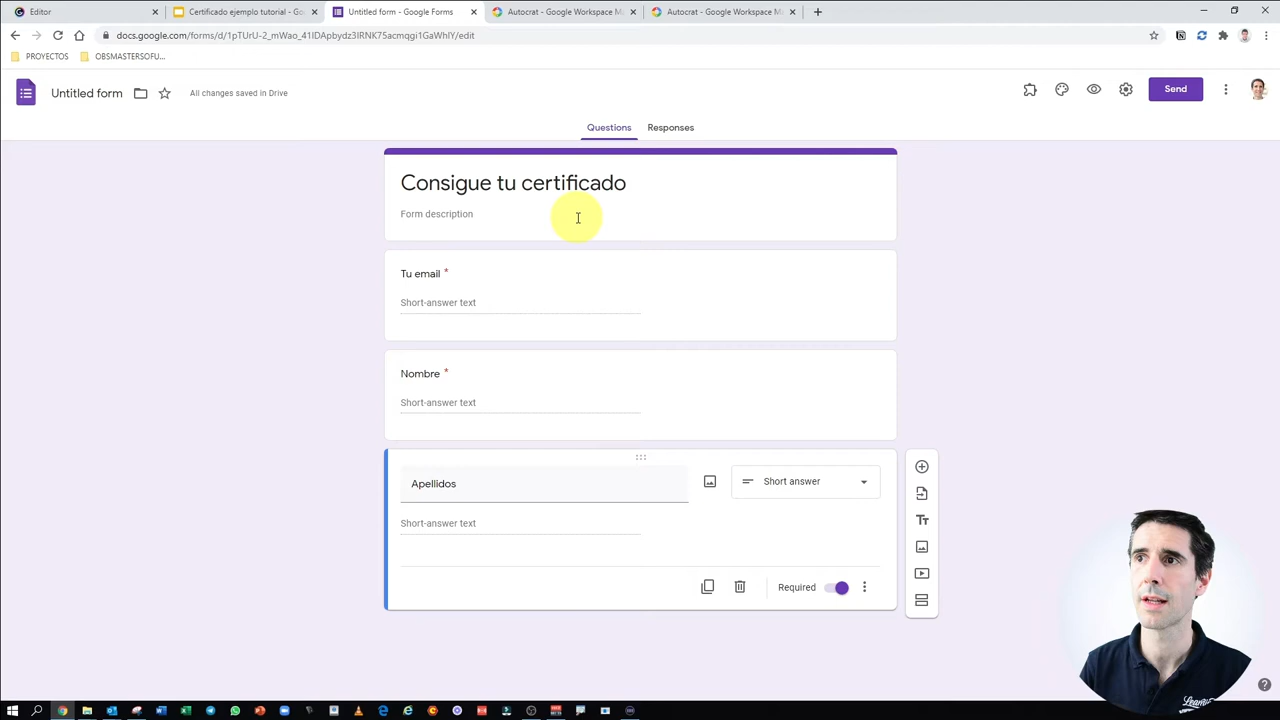 Editor
Certificado ejemplo tutorial - Go
Untitled form - Google Forms
Autocrat - Google Workspace M
Autocrat - Google Workspace M
docs.google.com/forms/d/1pTUrU-2_mWao_41IDApbydz3lRNK75acmqgi1GaWhlY/edit
PROYECTOS
OBSMASTERSOFU...
Untitled form
All changes saved in Drive
Send
Questions
Responses
Consigue tu certificado
Form description
Tu email *
Short-answer text
Nombre *
Short-answer text
Apellidos
Short answer
Short-answer text
Required